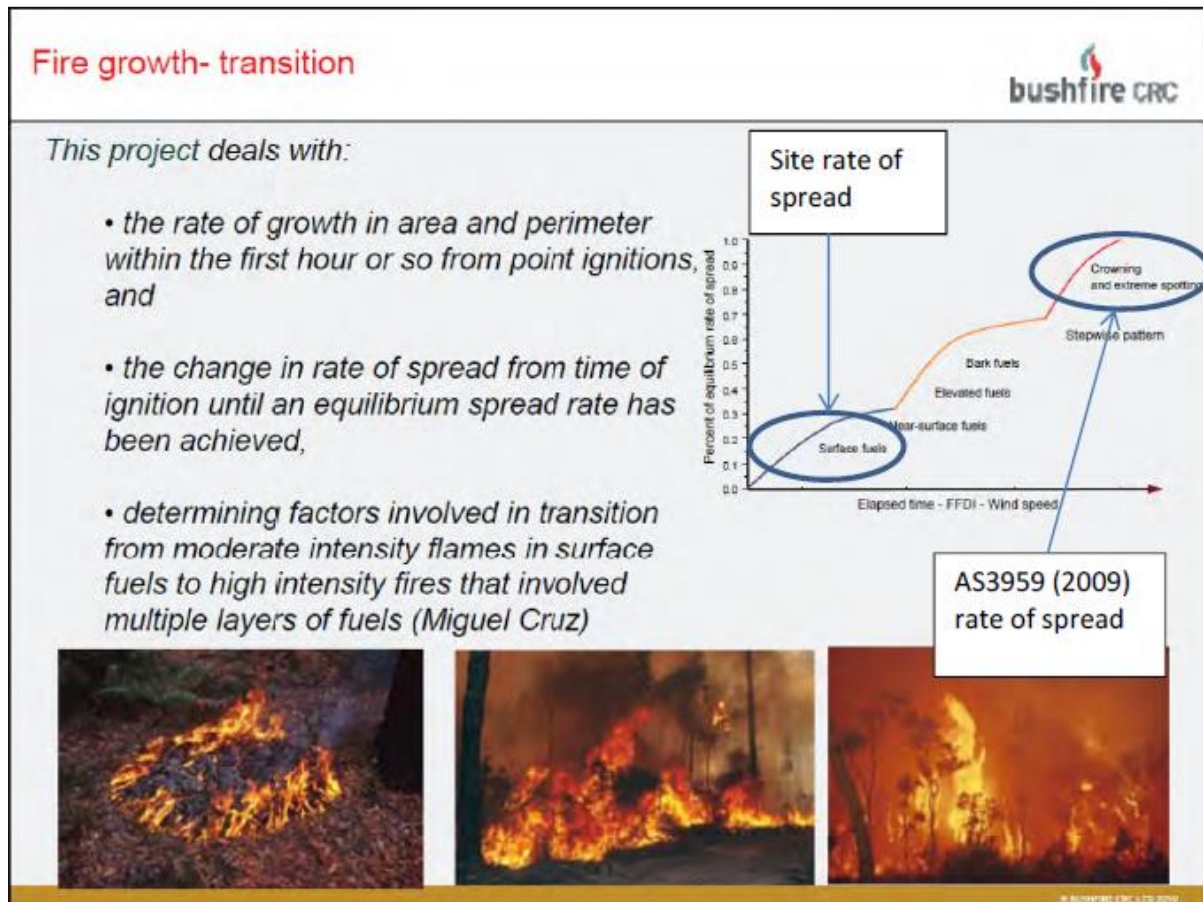 Fire growth- transition
bushfire CRC
This project deals with:
• the rate of growth in area and perimeter
within the first hour or so from point ignitions,
and
• the change in rate of spread from time of
ignition until an equilibrium spread rate has
been achieved,
• determining factors involved in transition
from moderate intensity flames in surface
fuels to high intensity fires that involved
multiple layers of fuels (Miguel Cruz)
Site rate of
spread
Percent of equilibrium rate of spread
1.0
0.9
0.8
0.7
0.6
0.5
0.4
0.3
0.2
0.1
0.0
Crowning
and extreme spotting
Stepwise pattern
Bark fuels
Elevated fuels
Near-surface fuels
Surface fuels
Elapsed time - FFDI - Wind speed
AS3959 (2009)
rate of spread
© BUSHFIRE CRC LTD 2010